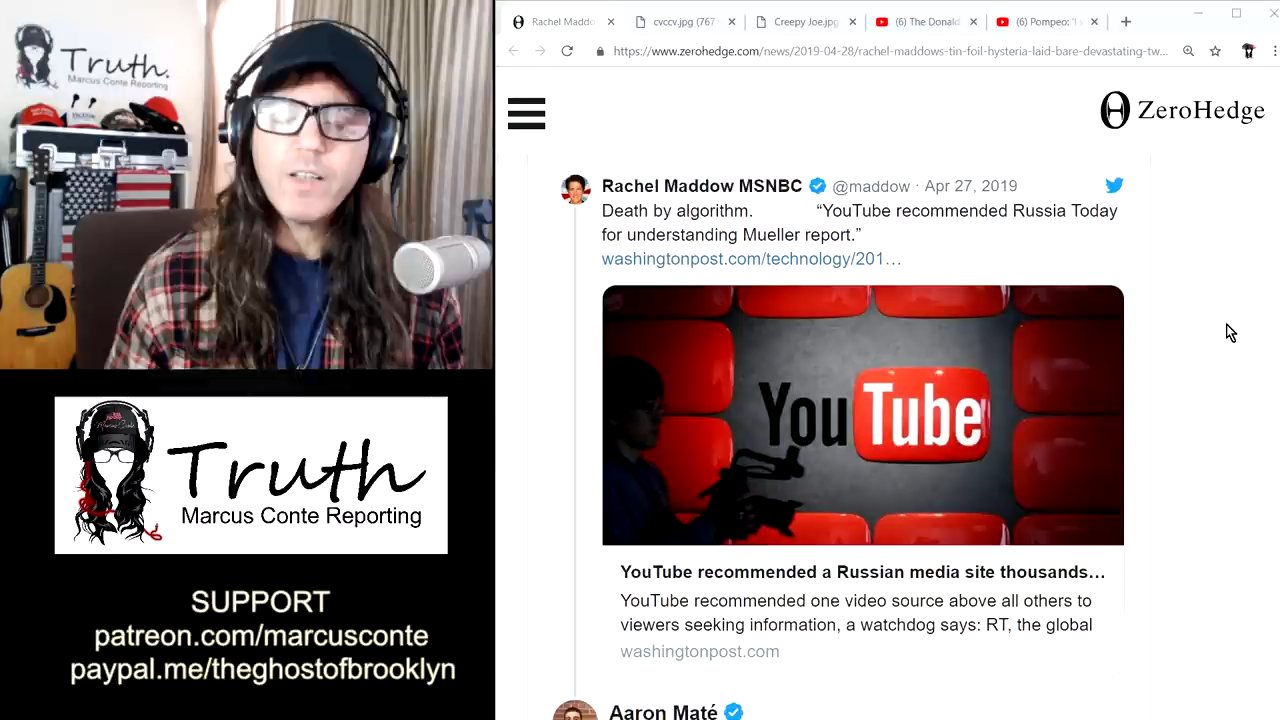 Truth.
Marcus Conte Reporting
Truth
Marcus Conte Reporting
SUPPORT
patreon.com/marcusconte
paypal.me/theghostofbrooklyn
Rachel Maddo
cvccv.jpg (767
Creepy Joe.jpg
(6) The Donald
(6) Pompeo: "I
https://www.zerohedge.com/news/2019-04-28/rachel-maddows-tin-foil-hysteria-laid-bare-devastating-tw...
ZeroHedge
Rachel Maddow MSNBC @maddow · Apr 27, 2019
Death by algorithm. “YouTube recommended Russia Today
for understanding Mueller report.”
washingtonpost.com/technology/201…
YouTube
YouTube recommended a Russian media site thousands…
YouTube recommended one video source above all others to
viewers seeking information, a watchdog says: RT, the global
washingtonpost.com
Aaron Maté